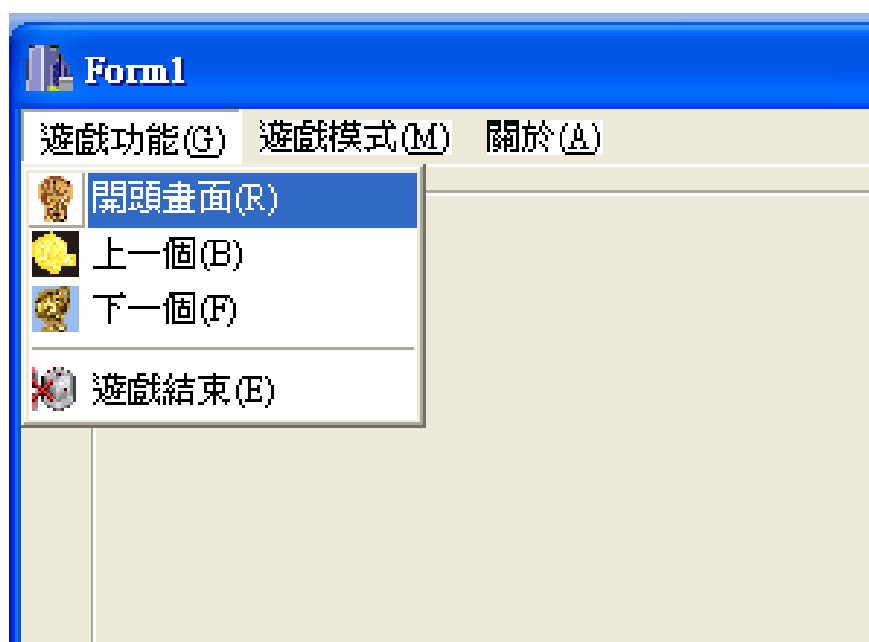 Form1
遊戲功能(G) 遊戲模式(M) 關於(A)
開頭畫面(R)
上一個(B)
下一個(F)
遊戲結束(E)